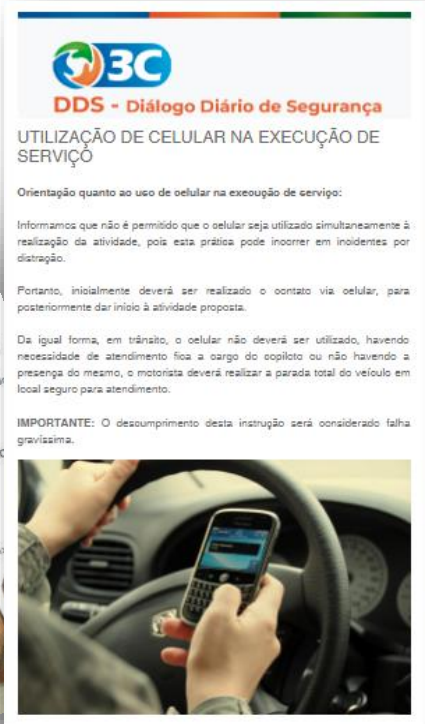 3C
DDS - Diálogo Diário de Segurança
UTILIZAÇÃO DE CELULAR NA EXECUÇÃO DE
SERVIÇO
Orientação quanto ao uso de celular na execução de serviço:
Informamos que não é permitido que o celular seja utilizado simultaneamente à
realização da atividade, pois esta prática pode incorrer em incidentes por
distração.
Portanto, inicialmente deverá ser realizado o contato via celular, para
posteriormente dar início à atividade proposta.
Da igual forma, em trânsito, o celular não deverá ser utilizado, havendo
necessidade de atendimento fica a cargo do copiloto ou não havendo a
presença do mesmo, o motorista deverá realizar a parada total do veículo em
local seguro para atendimento.
IMPORTANTE: O descumprimento desta instrução será considerado falha
gravíssima.